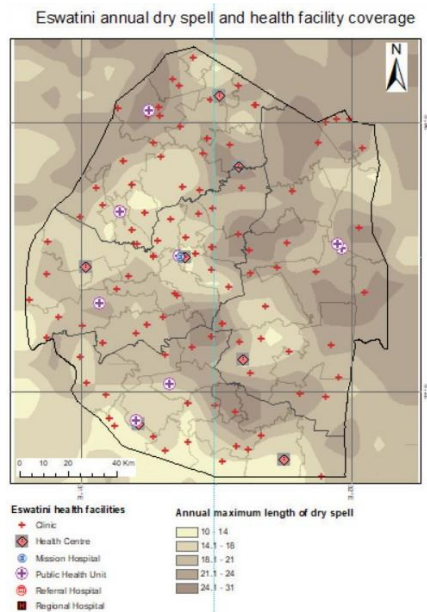 Eswatini annual dry spell and health facility coverage
N
0 10 20 40 Km
Eswatini health facilities
Clinic
Health Centre
Mission Hospital
Public Health Unit
Referral Hospital
Regional Hospital
Annual maximum length of dry spell
10 - 14
14.1 - 18
18.1 - 21
21.1 - 24
24.1 - 31